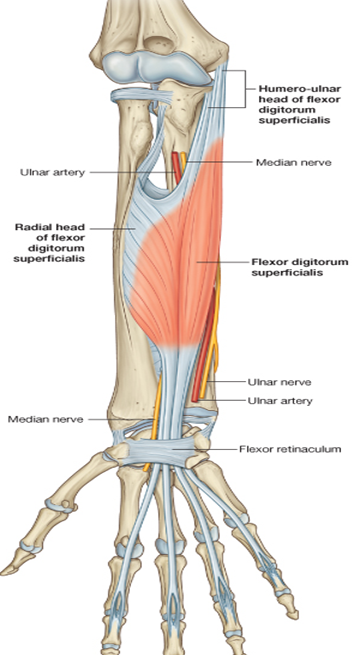 Humero-ulnar
head of flexor
digitorum
superficialis
Median nerve
Ulnar artery
Radial head
of flexor
digitorum
superficialis
Flexor digitorum
superficialis
Ulnar nerve
Ulnar artery
Median nerve
Flexor retinaculum